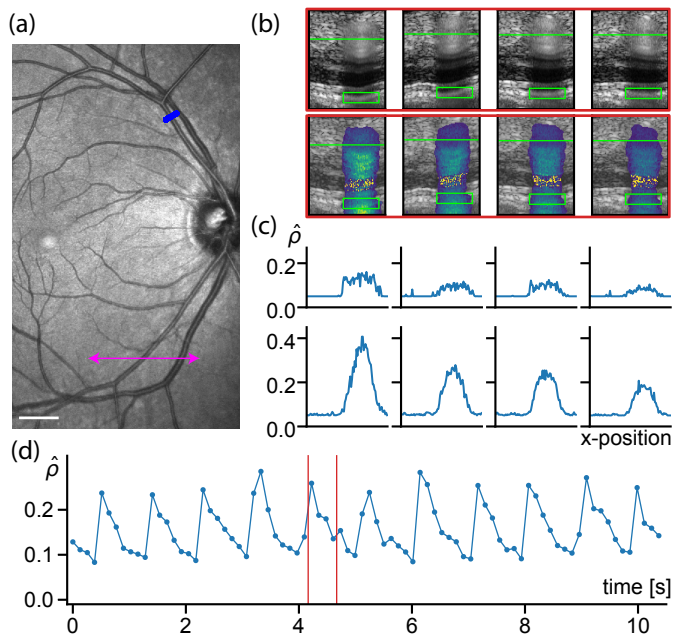 (a)
(b)
(c)
ρ̂
0.2
0.0
0.4
0.2
0.0
x-position
(d)
ρ̂
0.2
0.1
0.0
time [s]
0 2 4 6 8 10